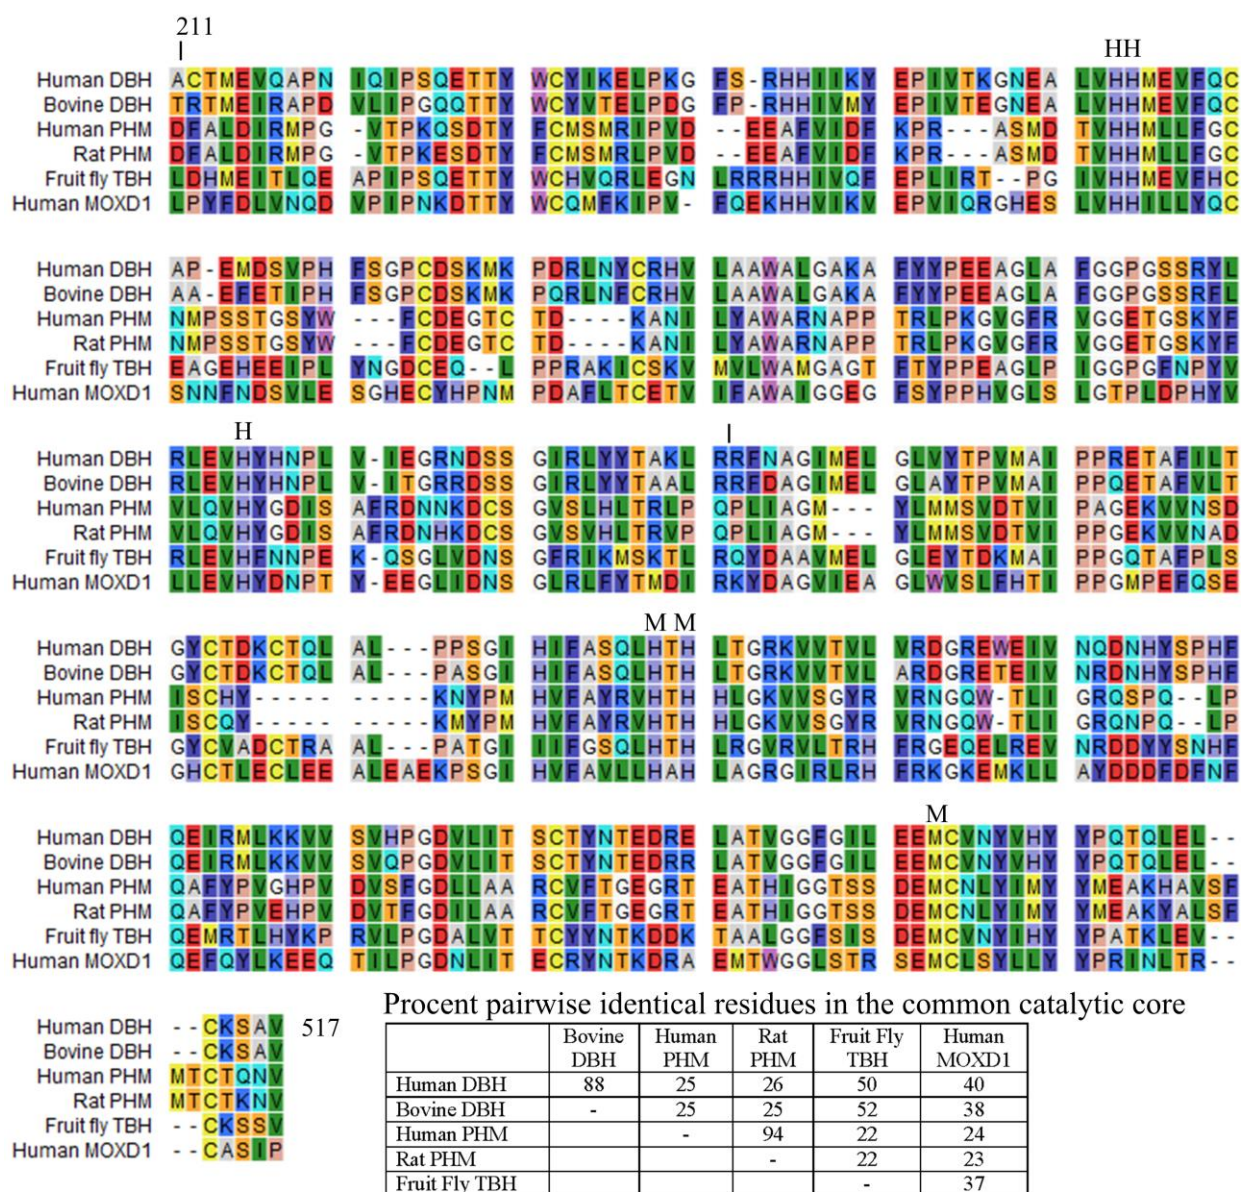 211
HH
Human DBH ACTMEVQAPN IQIPSQETTY WCYIKELPKG FS-RHHIIKY EPIVTKGNEA LVHHMEVFQC
Bovine DBH TRTMEIRAPD VLIPGQQTTY WCYVTELPDG FP-RHHIVMY EPIVTEGNEA LVHHMEVFQC
Human PHM DFALDIRMPG -VTPKQSDTY FCMSMRIPVD --EEAFVIDF KPR---ASMD TVHHMLLFGC
Rat PHM DFALDIRMPG -VTPKESDTY FCMSMRLPVD --EEAFVIDF KPR---ASMD TVHHMLLFGC
Fruit fly TBH LDHMEITLQE APIPSQETTY WCHVQRLEGN LRRRHHIVQF EPLIRT--PG IVHHMEVFHC
Human MOXD1 LPYFDLVNQD VPIPNKDTTY WCQMFKIPV- FQEKHHVIKV EPVIQRGHES LVHHILLYQC
Human DBH AP-EMDSVPH FSGPCDSKMK PDRLNYCRHV LAAWALGAKA FYYPEEAGLA FGGPGSSRYL
Bovine DBH AA-EFETIPH FSGPCDSKMK PQRLNFCRHV LAAWALGAKA FYYPEEAGLA FGGPGSSRFL
Human PHM NMPSSTGSYW ---FCDEGTC TD----KANI LYAWARNAPP TRLPKGVGFR VGGETGSKYF
Rat PHM NMPSSTGSYW ---FCDEGTC TD----KANI LYAWARNAPP TRLPKGVGFR VGGETGSKYF
Fruit fly TBH EAGEHEEIPL YNGDCEQ--L PPRAKICSKV MVLWAMGAGT FTYPPEAGLP IGGPGFNPYV
Human MOXD1 SNNFNDSVLE SGHECYHPNM PDAFLTCETV IFAWAIGGEG FSYPPHVGLS LGTPLDPHYV
H
Human DBH RLEVHYHNPL V-IEGRNDSS GIRLYYTAKL RRFNAGIMEL GLVYTPVMAI PPRETAFILT
Bovine DBH RLEVHYHNPL V-ITGRRDSS GIRLYYTAAL RRFDAGIMEL GLAYTPVMAI PPQETAFVLT
Human PHM VLQVHYGDIS AFRDNNKDCS GVSLHLTRLP QPLIAGM--- YLMMSVDTVI PAGEKVVNSD
Rat PHM VLQVHYGDIS AFRDNHKDCS GVSVHLTRVP QPLIAGM--- YLMMSVDTVI PPGEKVVNAD
Fruit fly TBH RLEVHFNNPE K-QSGLVDNS GFRIKMSKTL RQYDAAVMEL GLEYTDKMAI PPGQTAFPLS
Human MOXD1 LLEVHYDNPT Y-EEGLIDNS GLRLFYTMDI RKYDAGVIEA GLWVSLFHTI PPGMPEFQSE
M M
Human DBH GYCTDKCTQL AL---PPSGI HIFASQLHTH LTGRKVVTVL VRDGREWEIV NQDNHYSPHF
Bovine DBH GYCTDKCTQL AL---PASGI HIFASQLHTH LTGRKVVTVL ARDGRETEIV NRDNHYSPHF
Human PHM ISCHY----- -----KNYPM HVFAYRVHTH HLGKVVSGYR VRNGQW-TLI GRQSPQ--LP
Rat PHM ISCQY----- -----KMYPM HVFAYRVHTH HLGKVVSGYR VRNGQW-TLI GRQNPQ--LP
Fruit fly TBH GYCVADCTRA AL---PATGI IIFGSQLHTH LRGVRVLTRH FRGEQELREV NRDDYYSNHF
Human MOXD1 GHCTLECLEE ALEAEKPSGI HVFAVLLHAH LAGRGIRLRH FRKGKEMKLL AYDDDFDFNF
M
Human DBH QEIRMLKKVV SVHPGDVLIT SCTYNTEDRE LATVGGFGIL EEMCVNYVHY YPQTQLEL--
Bovine DBH QEIRMLKKVV SVQPGDVLIT SCTYNTEDRR LATVGGFGIL EEMCVNYVHY YPQTQLEL--
Human PHM QAFYPVGHPV DVSFGDLLAA RCVFTGEGRT EATHIGGTSS DEMCNLYIMY YMEAKHAVSF
Rat PHM QAFYPVEHPV DVTFGDILAA RCVFTGEGRT EATHIGGTSS DEMCNLYIMY YMEAKYALSF
Fruit fly TBH QEMRTLHYKP RVLPGDALVT TCYYNTKDDK TAALGGFSIS DEMCVNYIHY YPATKLEV--
Human MOXD1 QEFQYLKEEQ TILPGDNLIT ECRYNTKDRA EMTWGGLSTR SEMCLSYLLY YPRINLTR--
Human DBH --CKSAV 517
Bovine DBH --CKSAV
Human PHM MTCTQNV
Rat PHM MTCTKNV
Fruit fly TBH --CKSSV
Human MOXD1 --CASIP
Procent pairwise identical residues in the common catalytic core
Bovine DBH Human PHM Rat PHM Fruit Fly TBH Human MOXD1
Human DBH 88 25 26 50 40
Bovine DBH - 25 25 52 38
Human PHM - 94 22 24
Rat PHM - 22 23
Fruit Fly TBH - 37